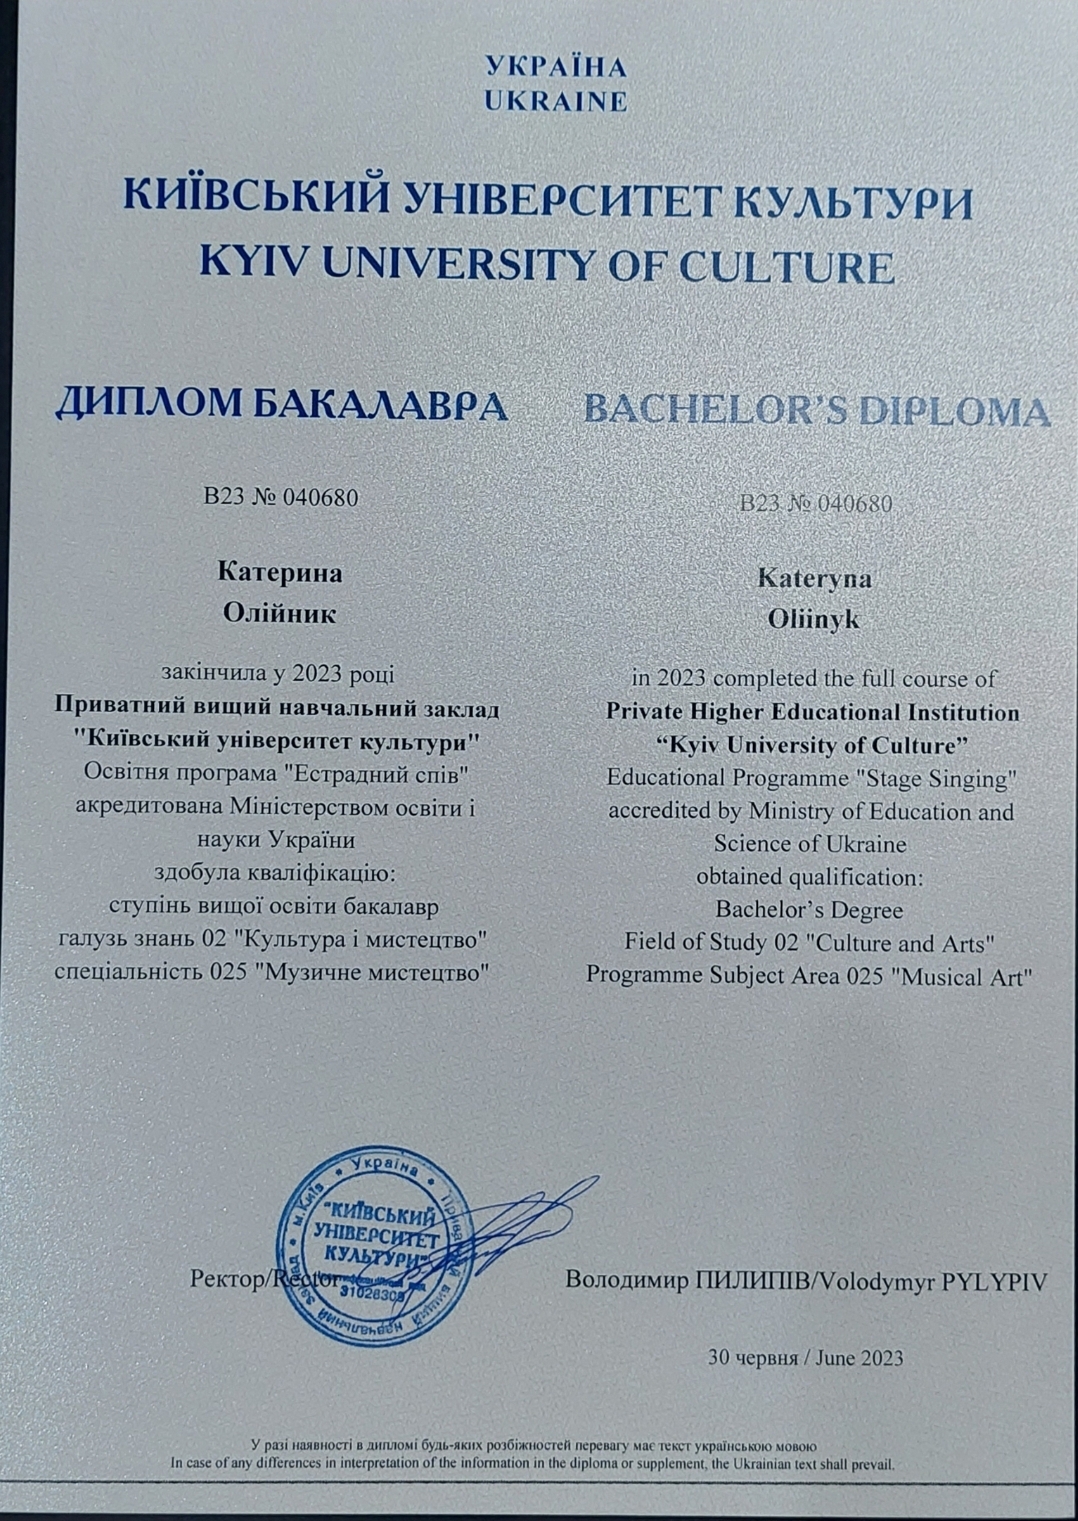 УКРАЇНА
UKRAINE
КИЇВСЬКИЙ УНІВЕРСИТЕТ КУЛЬТУРИ
KYIV UNIVERSITY OF CULTURE
ДИПЛОМ БАКАЛАВРА
B23 № 040680
Катерина
Олійник
закінчила у 2023 році
Приватний вищий навчальний заклад
"Київський університет культури"
Освітня програма "Естрадний спів"
акредитована Міністерством освіти і
науки України
здобула кваліфікацію:
ступінь вищої освіти бакалавр
галузь знань 02 "Культура і мистецтво"
спеціальність 025 "Музичне мистецтво"
BACHELOR'S DIPLOMA
B23 № 040680
Kateryna
Oliinyk
in 2023 completed the full course of
Private Higher Educational Institution
“Kyiv University of Culture”
Educational Programme "Stage Singing"
accredited by Ministry of Education and
Science of Ukraine
obtained qualification:
Bachelor’s Degree
Field of Study 02 "Culture and Arts"
Programme Subject Area 025 "Musical Art"
Ректор/Rector
Україна
м.Київ
вищий навчальний заклад
"КИЇВСЬКИЙ
УНІВЕРСИТЕТ
КУЛЬТУРИ"
Володимир ПИЛИПІВ/Volodymyr PYLYPIV
30 червня / June 2023
У разі наявності в дипломі будь-яких розбіжностей перевагу має текст українською мовою
In case of any differences in interpretation of the information in the diploma or supplement, the Ukrainian text shall prevail.